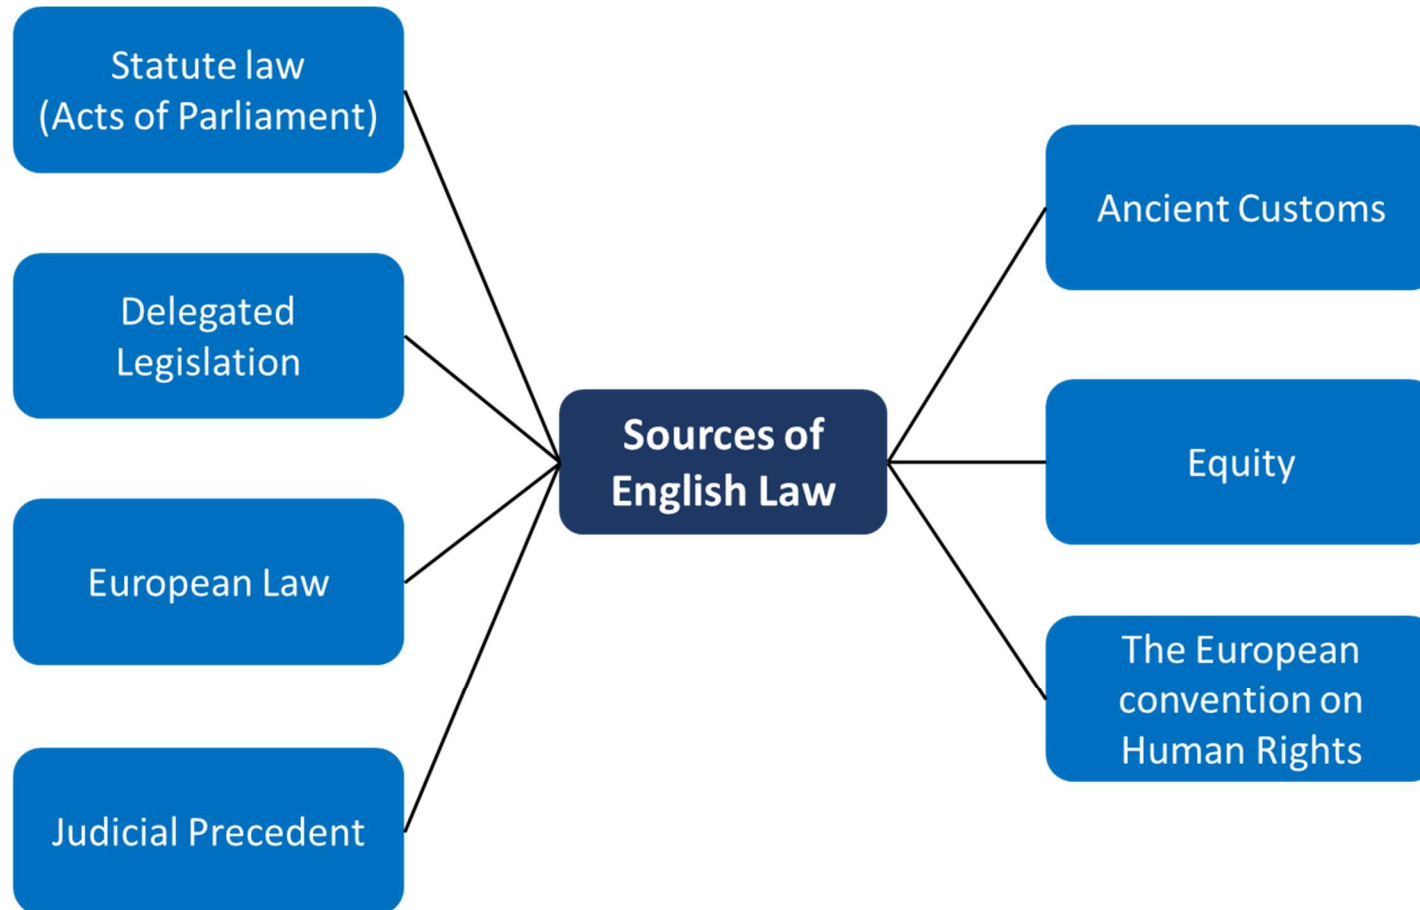 Statute law
(Acts of Parliament)
Delegated
Legislation
European Law
Judicial Precedent
Sources of
English Law
Ancient Customs
Equity
The European
convention on
Human Rights